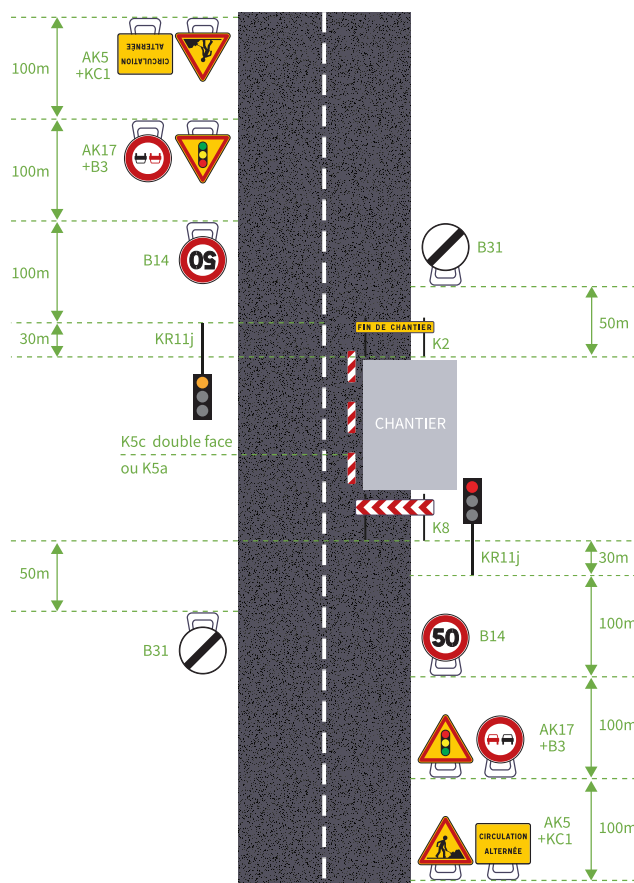 100m
AK5
+KC1
CIRCULATION
ALTERNÉE
100m
AK17
+B3
100m
B14
50
B31
50m
30m
KR11j
FIN DE CHANTIER
K2
CHANTIER
K5c double face
ou K5a
K8
KR11j
30m
50m
B31
50
B14
100m
AK17
+B3
100m
CIRCULATION
ALTERNÉE
AK5
+KC1
100m